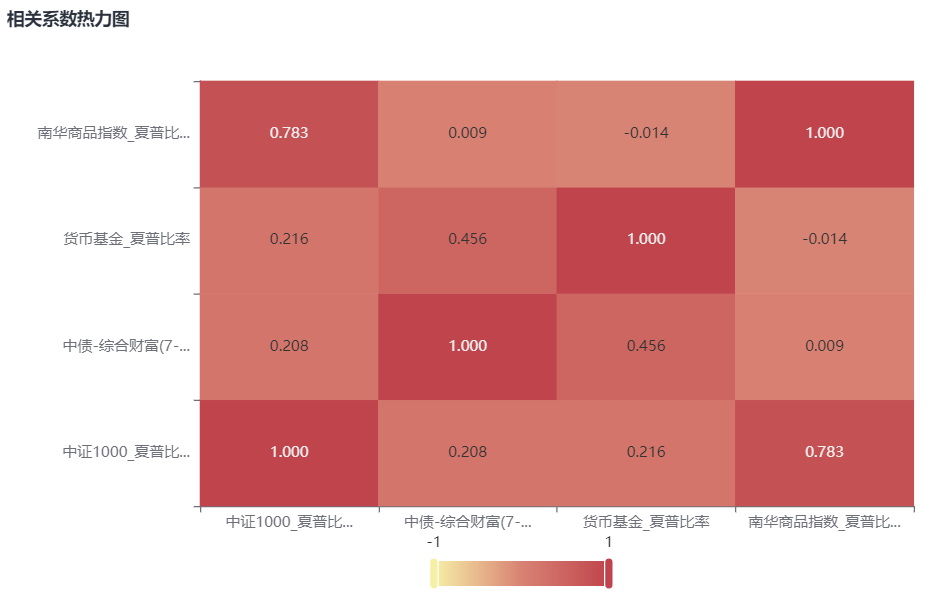 相关系数热力图
南华商品指数_夏普比...
0.783
0.009
-0.014
1.000
货币基金_夏普比率
0.216
0.456
1.000
-0.014
中债-综合财富(7-...
0.208
1.000
0.456
0.009
中证1000_夏普比...
1.000
0.208
0.216
0.783
中证1000_夏普比...
中债-综合财富(7-...
货币基金_夏普比率
南华商品指数_夏普比...
-1
1